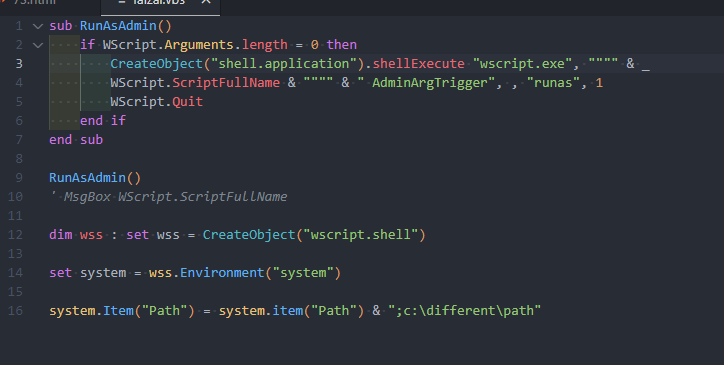 73.html faizal.vbs X
1 sub RunAsAdmin()
2 if WScript.Arguments.length = 0 then
3 CreateObject("shell.application").shellExecute "wscript.exe", """" & _
4 WScript.ScriptFullName & """" & " AdminArgTrigger", , "runas", 1
5 WScript.Quit
6 end if
7 end sub
8
9 RunAsAdmin()
10 ' MsgBox WScript.ScriptFullName
11
12 dim wss : set wss = CreateObject("wscript.shell")
13
14 set system = wss.Environment("system")
15
16 system.Item("Path") = system.item("Path") & ";c:\different\path"